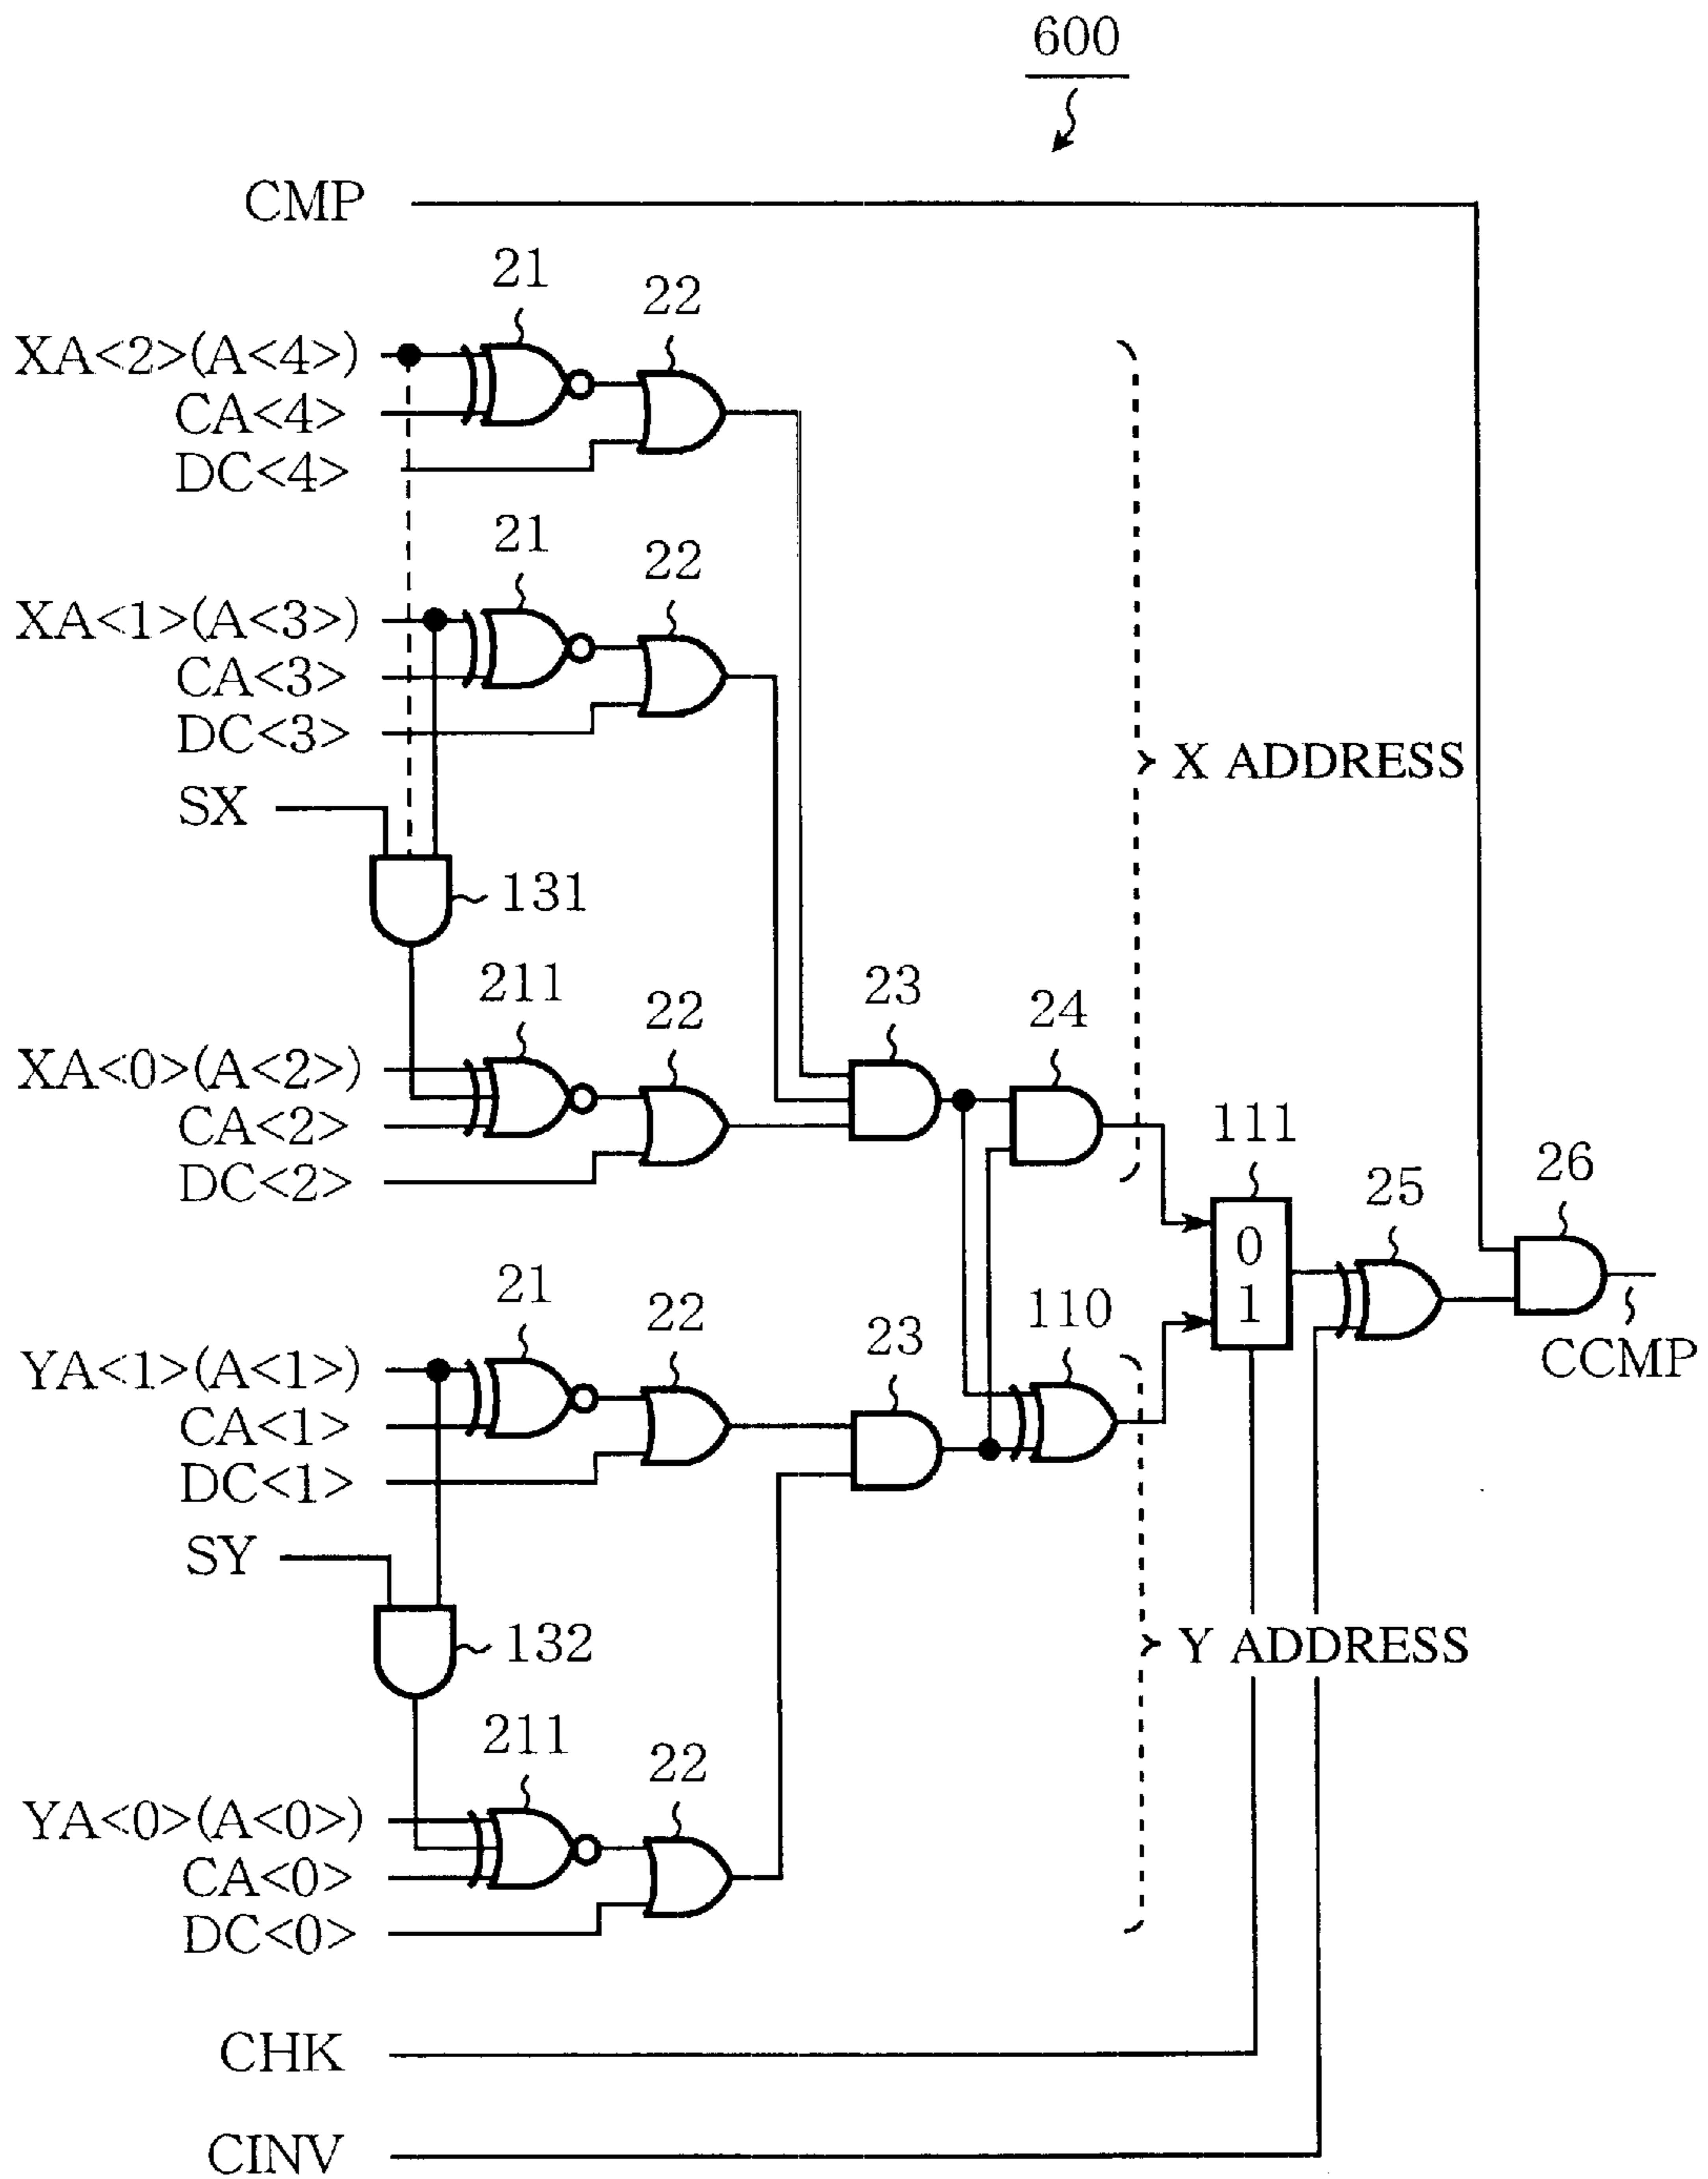 600
CMP
21
22
XA<2>(A<4>)
CA<4>
DC<4>
21
22
XA<1>(A<3>)
CA<3>
DC<3>
X ADDRESS
SX
131
211
22
23
24
XA<0>(A<2>)
CA<2>
DC<2>
111
0
1
25
26
CCMP
21
22
23
110
YA<1>(A<1>)
CA<1>
DC<1>
SY
132
Y ADDRESS
211
22
YA<0>(A<0>)
CA<0>
DC<0>
CHK
CINV